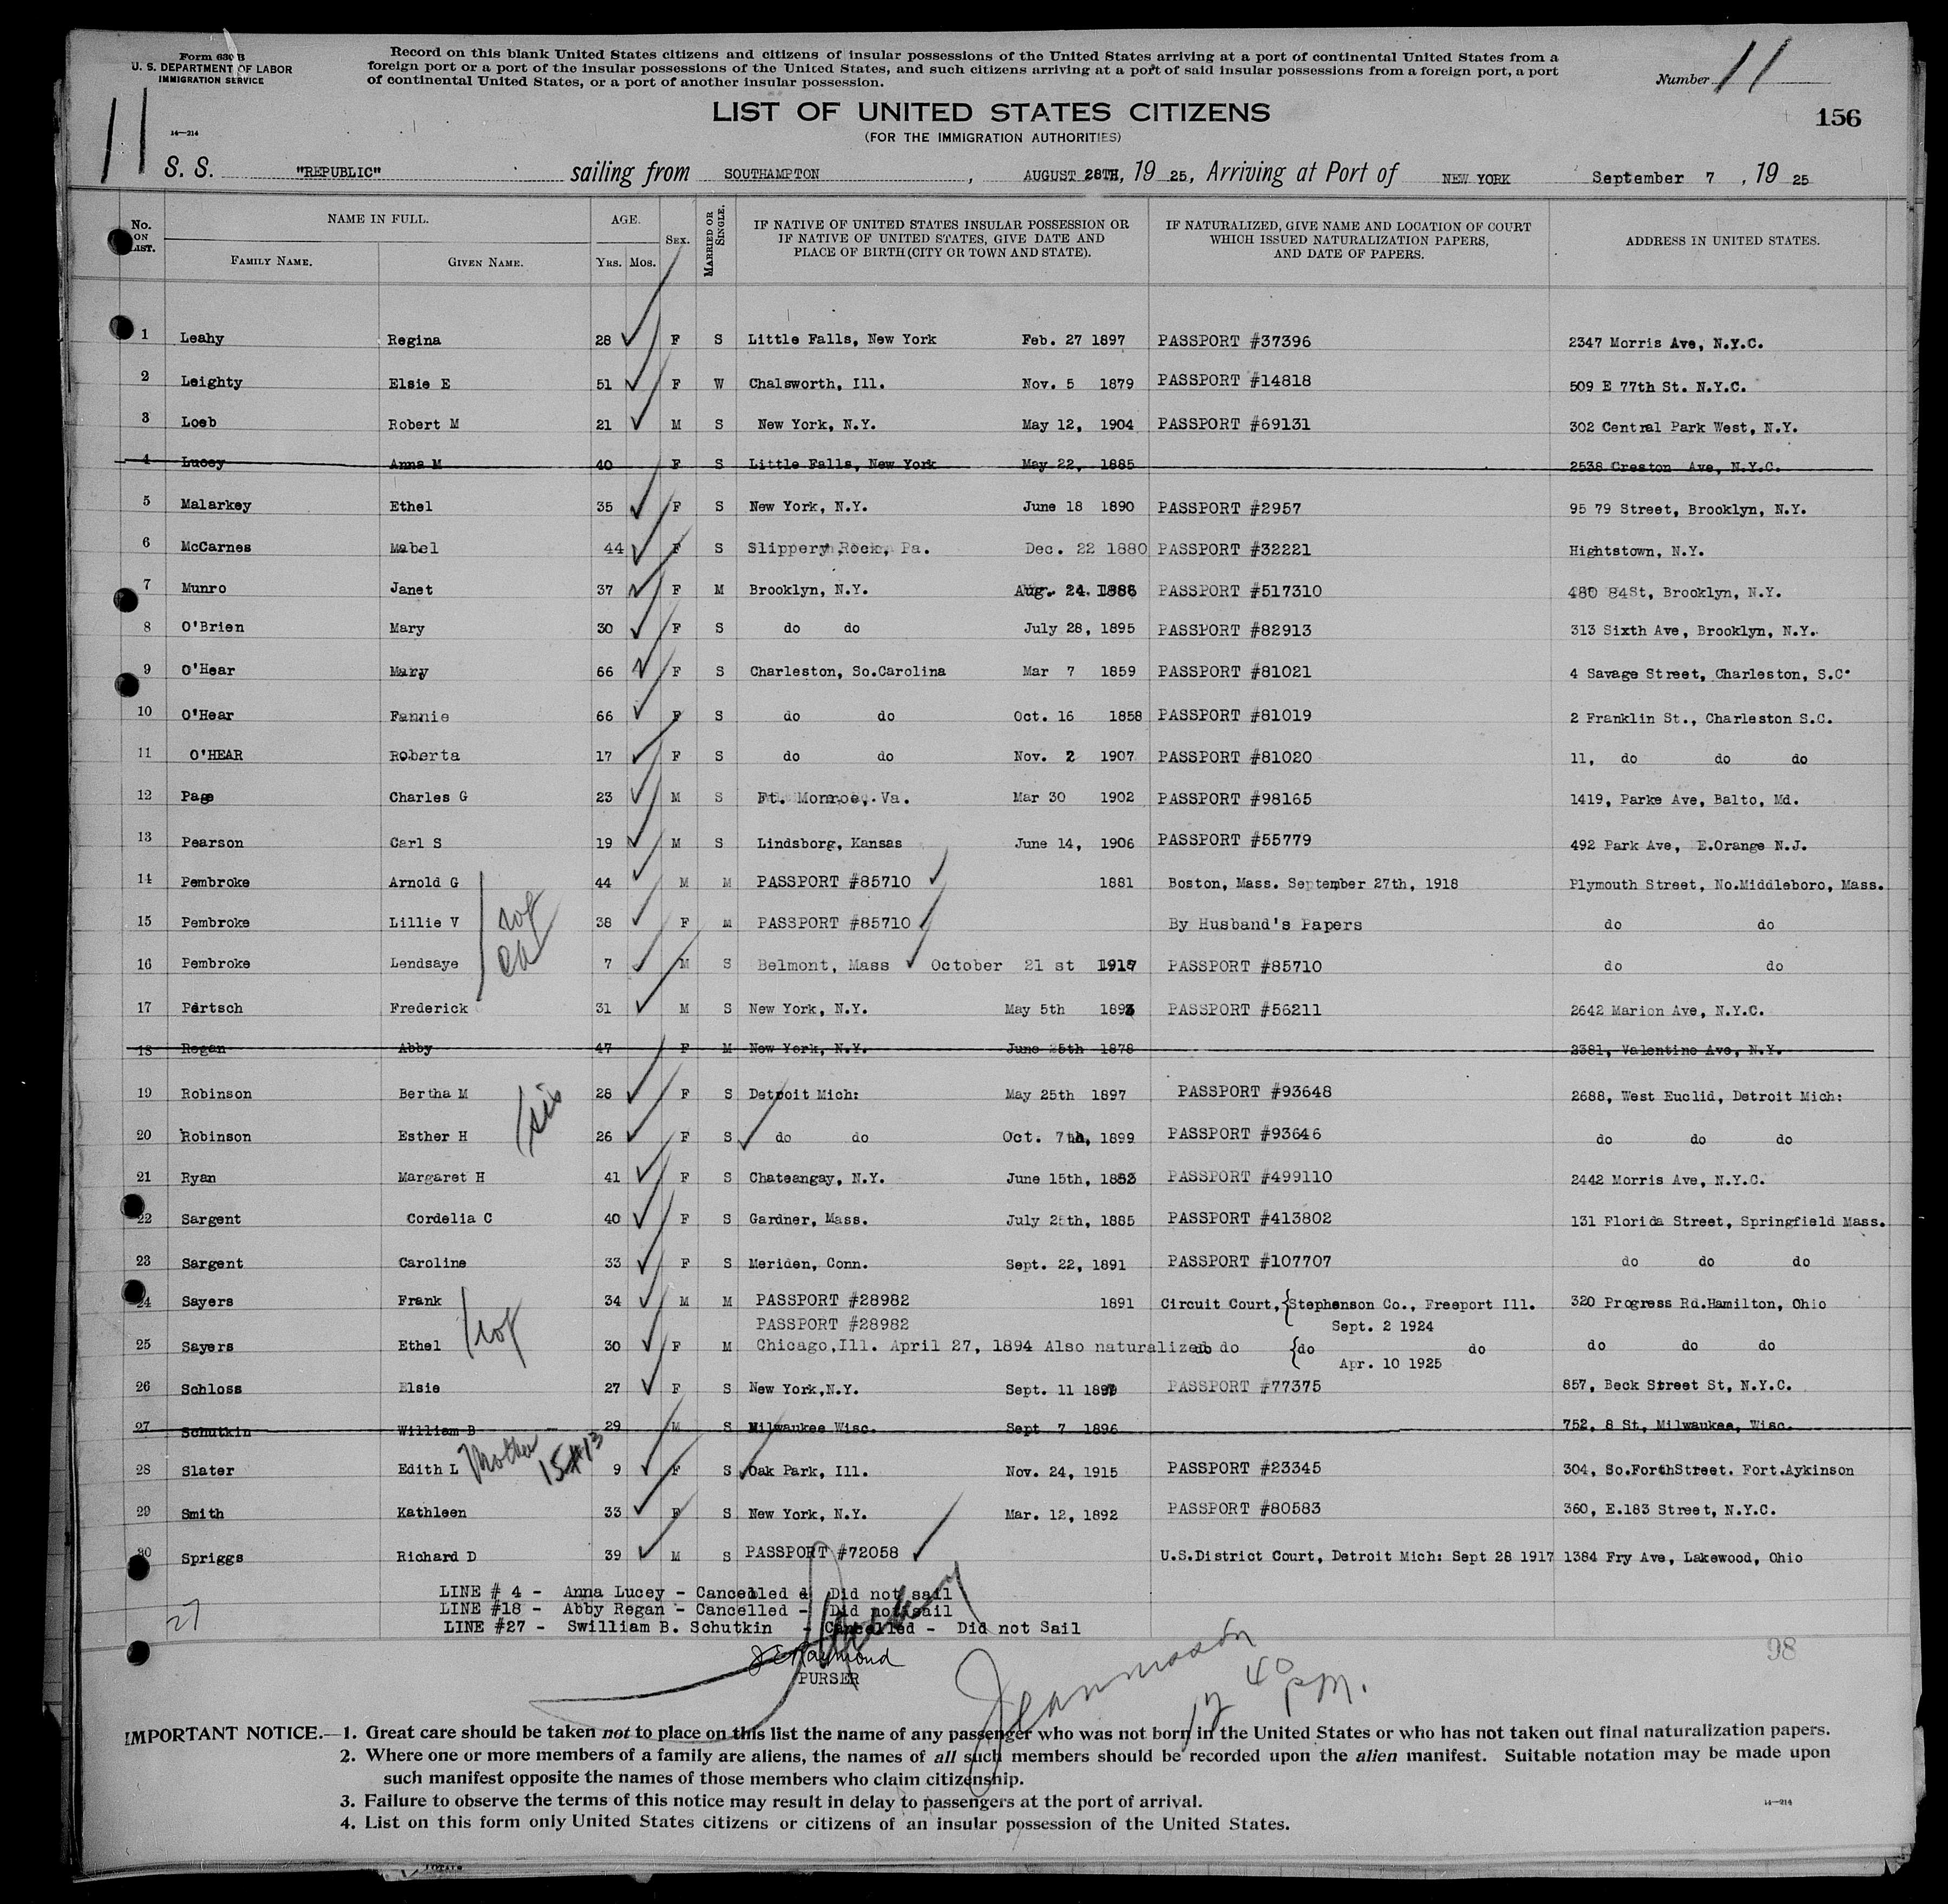 Form 630 B
U. S. DEPARTMENT OF LABOR
IMMIGRATION SERVICE
14—214
Record on this blank United States citizens and citizens of insular possessions of the United States arriving at a port of continental United States from a
foreign port or a port of the insular possessions of the United States, and such citizens arriving at a port of said insular possessions from a foreign port, a port
of continental United States, or a port of another insular possession.
Number 11
11
LIST OF UNITED STATES CITIZENS
(FOR THE IMMIGRATION AUTHORITIES)
156
S. S. "REPUBLIC" sailing from SOUTHAMPTON, AUGUST 28TH, 19 25, Arriving at Port of NEW YORK September 7, 19 25
No. ON LIST. NAME IN FULL. FAMILY NAME. GIVEN NAME. AGE. YRS. MOS. SEX. MARRIED OR SINGLE. IF NATIVE OF UNITED STATES INSULAR POSSESSION OR IF NATIVE OF UNITED STATES, GIVE DATE AND PLACE OF BIRTH (CITY OR TOWN AND STATE). IF NATURALIZED, GIVE NAME AND LOCATION OF COURT WHICH ISSUED NATURALIZATION PAPERS, AND DATE OF PAPERS. ADDRESS IN UNITED STATES.
1 Leahy Regina 28 F S Little Falls, New York Feb. 27 1897 PASSPORT #37396 2347 Morris Ave, N.Y.C.
2 Leighty Elsie E 51 F W Chalsworth, Ill. Nov. 5 1879 PASSPORT #14818 509 E 77th St. N.Y.C.
3 Loeb Robert M 21 M S New York, N.Y. May 12, 1904 PASSPORT #69131 302 Central Park West, N.Y.
4 Lucey Anna M 40 F S Little Falls, New York May 22, 1885 2538 Creston Ave, N.Y.C.
5 Malarkey Ethel 35 F S New York, N.Y. June 18 1890 PASSPORT #2957 95 79 Street, Brooklyn, N.Y.
6 McCarnes Mabel 44 F S Slippery Rock, Pa. Dec. 22 1880 PASSPORT #32221 Hightstown, N.Y.
7 Munro Janet 37 F M Brooklyn, N.Y. Aug. 24, PASSPORT #517310 480 84St, Brooklyn, N.Y.
8 O'Brien Mary 30 F S do do July 28, 1895 PASSPORT #82913 313 Sixth Ave, Brooklyn, N.Y.
9 O'Hear Mary 66 F S Charleston, So.Carolina Mar 7 1859 PASSPORT #81021 4 Savage Street, Charleston, S.C.
10 O'Hear Fannie 66 F S do do Oct. 16 1858 PASSPORT #81019 2 Franklin St., Charleston S.C.
11 O'HEAR Roberta 17 F S do do Nov. 2 1907 PASSPORT #81020 11, do do do
12 Page Charles G 23 M S Ft. Monroe, Va. Mar 30 1902 PASSPORT #98165 1419, Parke Ave, Balto, Md.
13 Pearson Carl S 19 M S Lindsborg, Kansas June 14, 1906 PASSPORT #55779 492 Park Ave, E.Orange N.J.
14 Pembroke Arnold G 44 M M PASSPORT #85710 1881 Boston, Mass. September 27th, 1918 Plymouth Street, No.Middleboro, Mass.
15 Pembroke Lillie V 38 F M PASSPORT #85710 By Husband's Papers do do
16 Pembroke Lendsaye 7 M S Belmont, Mass October 21 st PASSPORT #85710 do do
17 Pertsch Frederick 31 M S New York, N.Y. May 5th PASSPORT #56211 2642 Marion Ave, N.Y.C.
18 Regan Abby 47 F M New York, N.Y. June 25th 1878 2381, Valentine Ave, N.Y.
19 Robinson Bertha M 28 F S Detroit Mich: May 25th 1897 PASSPORT #93648 2688, West Euclid, Detroit Mich:
20 Robinson Esther H sis 26 F S do do Oct. 7th, 1899 PASSPORT #93646 do do do
21 Ryan Margaret H 41 F S Chateangay, N.Y. June 15th, PASSPORT #499110 2442 Morris Ave, N.Y.C.
22 Sargent Cordelia C 40 F S Gardner, Mass. July 25th, 1885 PASSPORT #413802 131 Florida Street, Springfield Mass.
23 Sargent Caroline 33 F S Meriden, Conn. Sept. 22, 1891 PASSPORT #107707 do do do
24 Sayers Frank 34 M M PASSPORT #28982 1891 Circuit Court, Stephenson Co., Freeport Ill. 320 Progress Rd.Hamilton, Ohio
PASSPORT #28982 Sept. 2 1924
25 Sayers Ethel 30 F M Chicago,Ill. April 27, 1894 Also naturalized do do do do do do do
Apr. 10 1925
26 Schloss Elsie 27 F S New York,N.Y. Sept. 11 PASSPORT #77375 857, Beck Street St, N.Y.C.
27 Schutkin William B 29 M S Milwaukee Wisc. Sept 7 1896 752, 8 St, Milwaukee, Wisc.
28 Slater Edith L Mother 15#13 9 F S Oak Park, Ill. Nov. 24, 1915 PASSPORT #23345 304, So.ForthStreet. Fort.Aykinson
29 Smith Kathleen 33 F S New York, N.Y. Mar. 12, 1892 PASSPORT #80583 360, E.183 Street, N.Y.C.
30 Spriggs Richard D 39 M S PASSPORT #72058 U.S.District Court, Detroit Mich: Sept 28 1917 1384 Fry Ave, Lakewood, Ohio
LINE # 4 - Anna Lucey - Cancelled d Did not sail
LINE #18 - Abby Regan - Cancelled - Did not sail
27
LINE #27 - Swilliam B. Schutkin - Cancelled - Did not Sail
98
PURSER
40 PM.
IMPORTANT NOTICE.—1. Great care should be taken not to place on this list the name of any passenger who was not born in the United States or who has not taken out final naturalization papers.
2. Where one or more members of a family are aliens, the names of all such members should be recorded upon the alien manifest. Suitable notation may be made upon
such manifest opposite the names of those members who claim citizenship.
3. Failure to observe the terms of this notice may result in delay to passengers at the port of arrival.
14—214
4. List on this form only United States citizens or citizens of an insular possession of the United States.